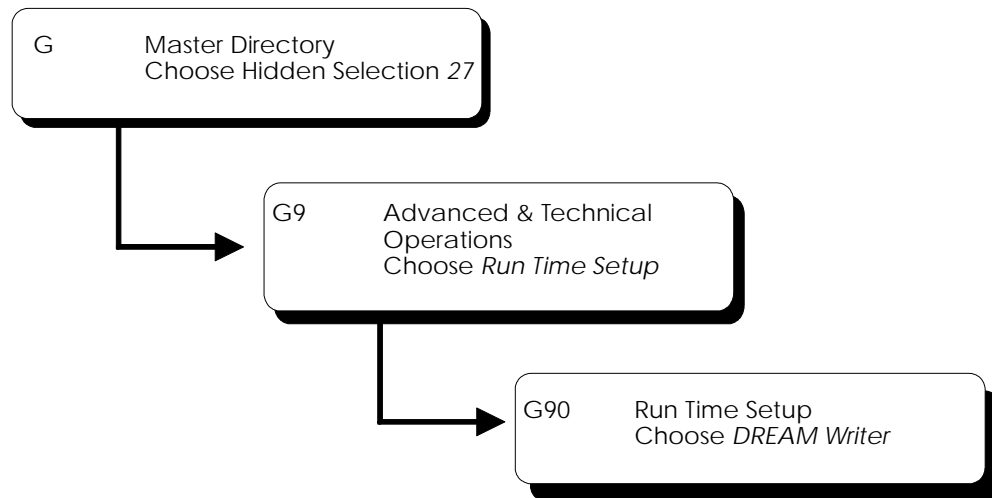 G Master Directory
Choose Hidden Selection 27
G9 Advanced & Technical
Operations
Choose Run Time Setup
G90 Run Time Setup
Choose DREAM Writer